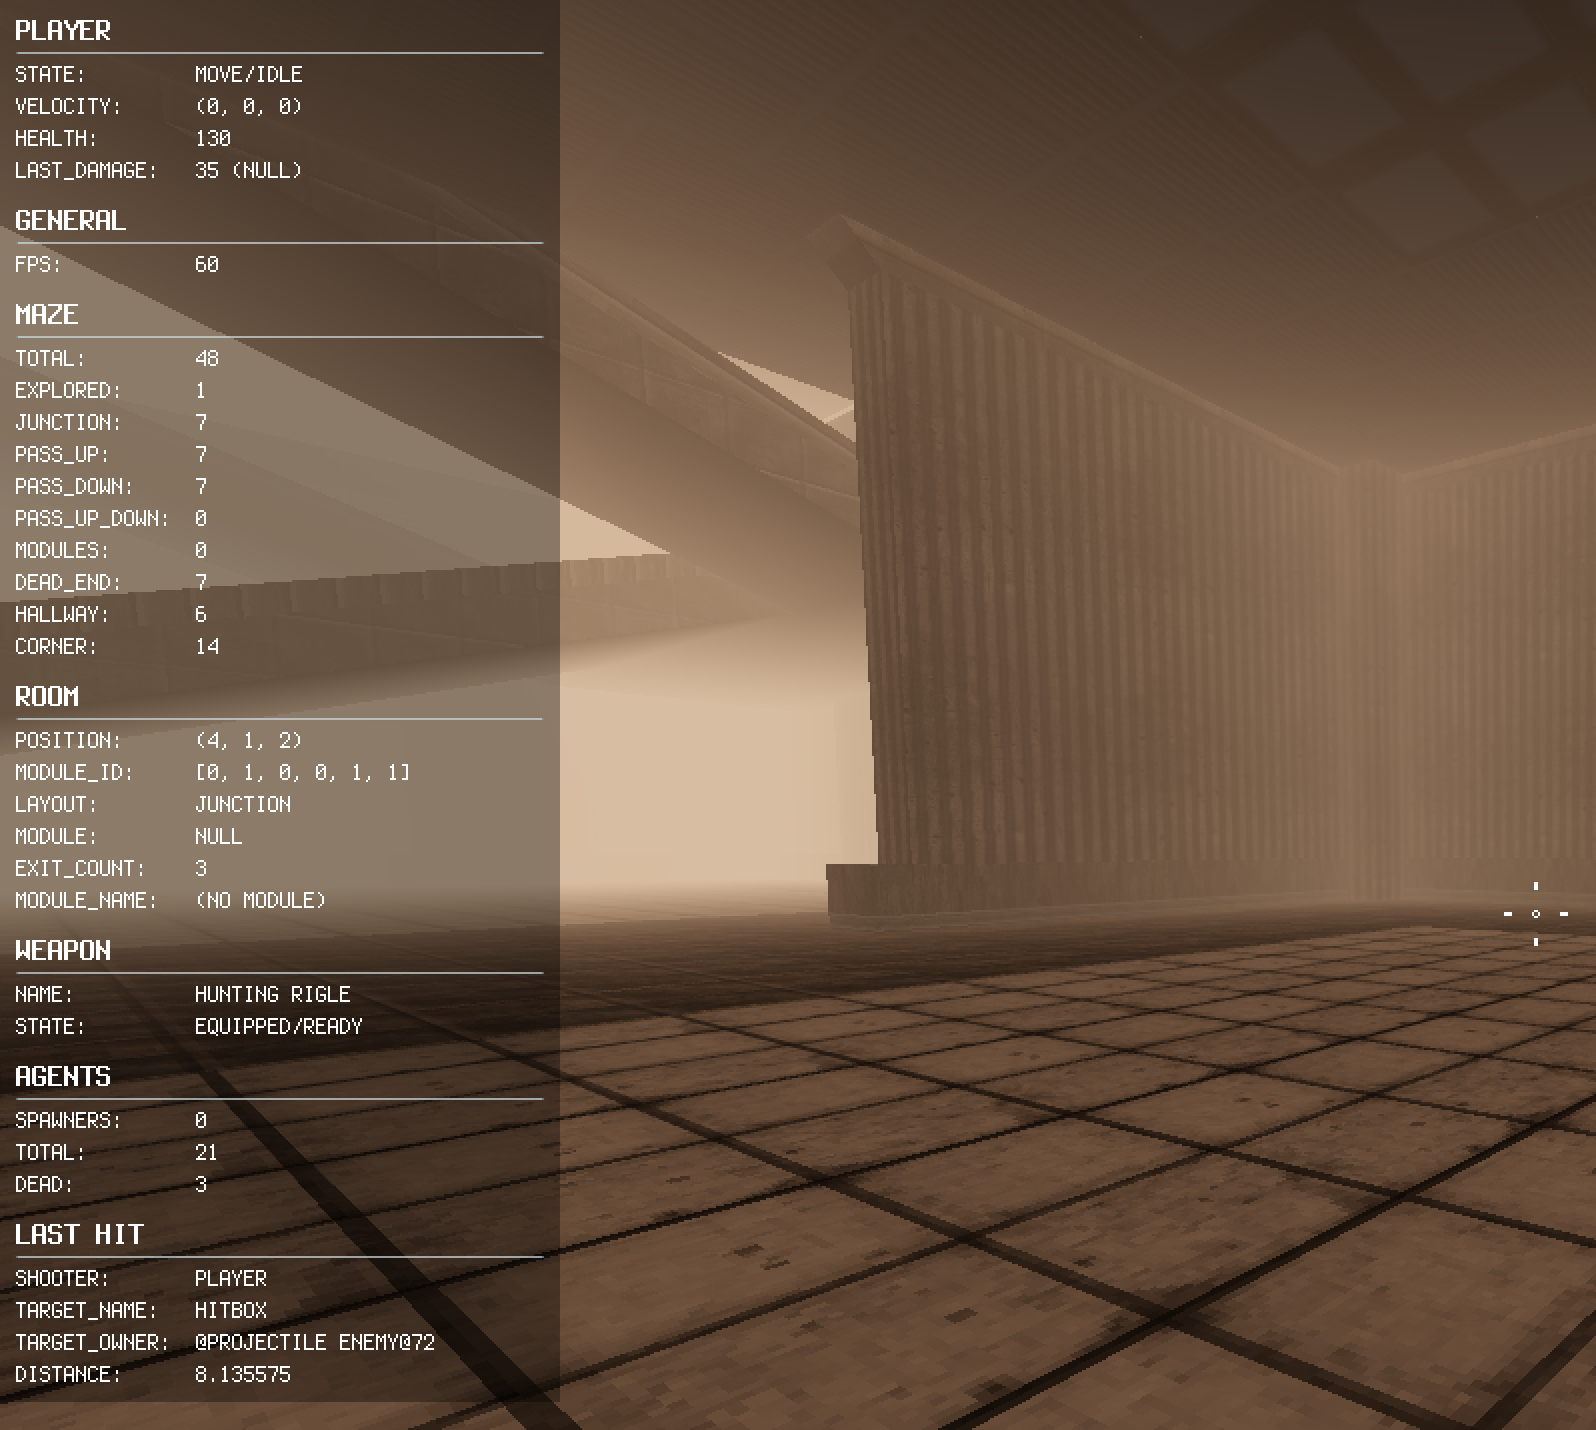 PLAYER
STATE: MOVE/IDLE
VELOCITY: (0, 0, 0)
HEALTH: 130
LAST_DAMAGE: 35 (NULL)
GENERAL
FPS: 60
MAZE
TOTAL: 48
EXPLORED: 1
JUNCTION: 7
PASS_UP: 7
PASS_DOWN: 7
PASS_UP_DOWN: 0
MODULES: 0
DEAD_END: 7
HALLWAY: 6
CORNER: 14
ROOM
POSITION: (4, 1, 2)
MODULE_ID: [0, 1, 0, 0, 1, 1]
LAYOUT: JUNCTION
MODULE: NULL
EXIT_COUNT: 3
MODULE_NAME: (NO MODULE)
WEAPON
NAME: HUNTING RIGLE
STATE: EQUIPPED/READY
AGENTS
SPAWNERS: 0
TOTAL: 21
DEAD: 3
LAST HIT
SHOOTER: PLAYER
TARGET_NAME: HITBOX
TARGET_OWNER: @PROJECTILE ENEMY@72
DISTANCE: 8.135575